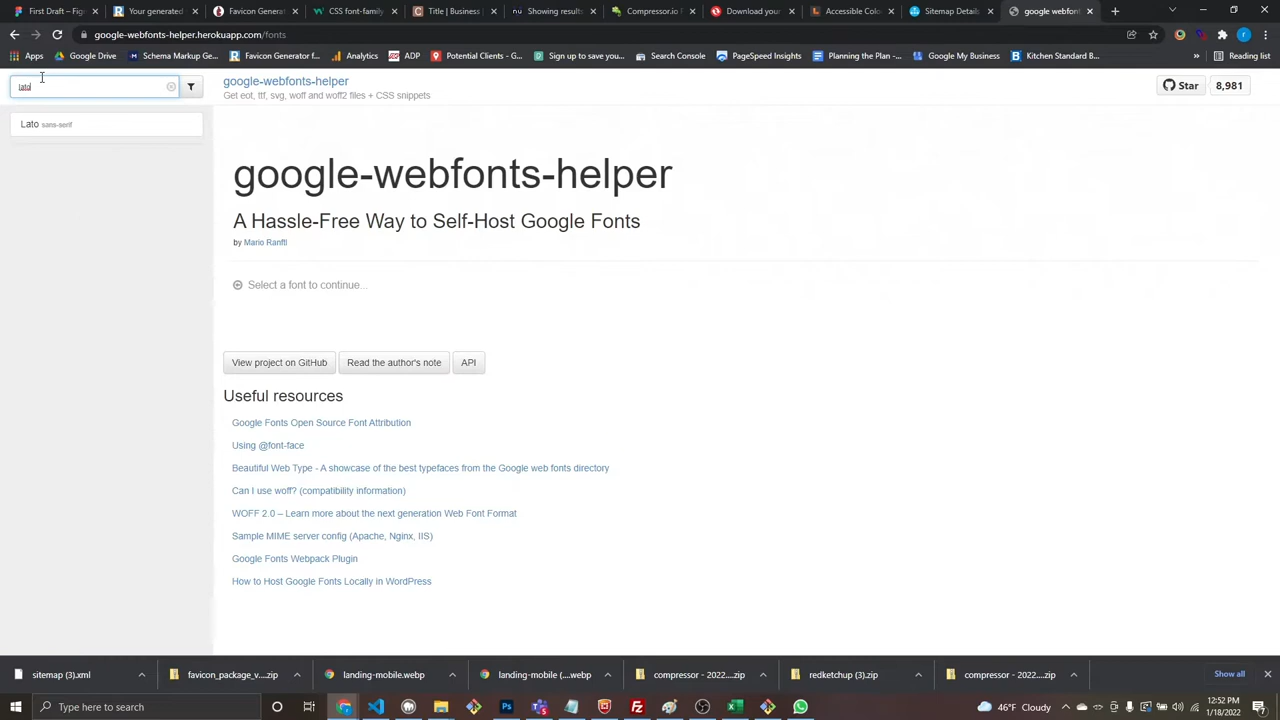 First Draft – Fig
Your generated
CSS font-family
Title & Button E
nu Showing results
Compressor.io
Essential Font
Accessible Colo
Sitemap Details
google webfont
google-webfonts-helper.herokuapp.com/fonts
Apps
Google Drive
Schema Markup Ge...
Favicon Generator...
Analytics
ADP
Potential Clients -...
Sign up to save you...
Search Console
Planning the Plan -...
Google My Business
Kitchen Standard B...
»
Reading list
lato
google-webfonts-helper
Get eot, ttf, svg, woff and woff2 files + CSS snippets
Star
8,981
Lato sans-serif
google-webfonts-helper
A Hassle-Free Way to Self-Host Google Fonts
by Mario Ranftl
Select a font to continue...
View project on GitHub
Read the author's note
API
Useful resources
Google Fonts Open Source Font Attribution
Using @font-face
Beautiful Web Type - A showcase of the best typefaces from the Google web fonts directory
Can I use woff? (compatibility information)
WOFF 2.0 – Learn more about the next generation Web Font Format
Sample MIME server config (Apache, Nginx, IIS)
Google Fonts Webpack Plugin
How to Host Google Fonts Locally in WordPress
sitemap (3).xml
favicon_package_v....zip
landing-mobile.webp
landing-mobile (....webp
compressor - 2022....zip
redketchup (3).zip
compressor - 2022....zip
Show all
Type here to search
46°F Cloudy
12:52 PM
1/18/2022